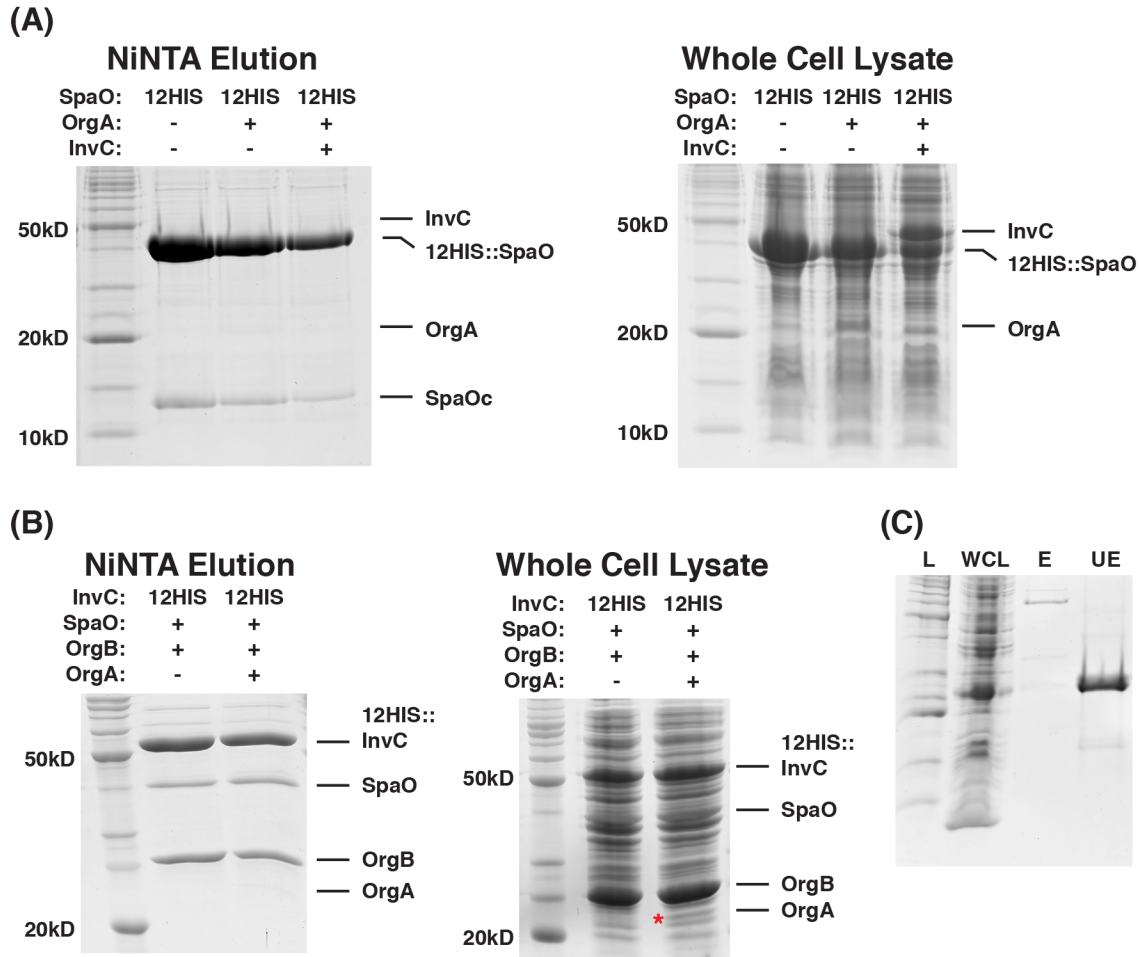 (A)
NiNTA Elution
SpaO: 12HIS 12HIS 12HIS
OrgA: - + +
InvC: - - +
50kD
20kD
10kD
InvC
12HIS::SpaO
OrgA
SpaOc
Whole Cell Lysate
SpaO: 12HIS 12HIS 12HIS
OrgA: - + +
InvC: - - +
50kD
20kD
10kD
InvC
12HIS::SpaO
OrgA
(B)
NiNTA Elution
InvC: 12HIS 12HIS
SpaO: + +
OrgB: + +
OrgA: - +
50kD
20kD
12HIS::
InvC
SpaO
OrgB
OrgA
Whole Cell Lysate
InvC: 12HIS 12HIS
SpaO: + +
OrgB: + +
OrgA: - +
50kD
20kD
*
12HIS::
InvC
SpaO
OrgB
OrgA
(C)
L WCL E UE